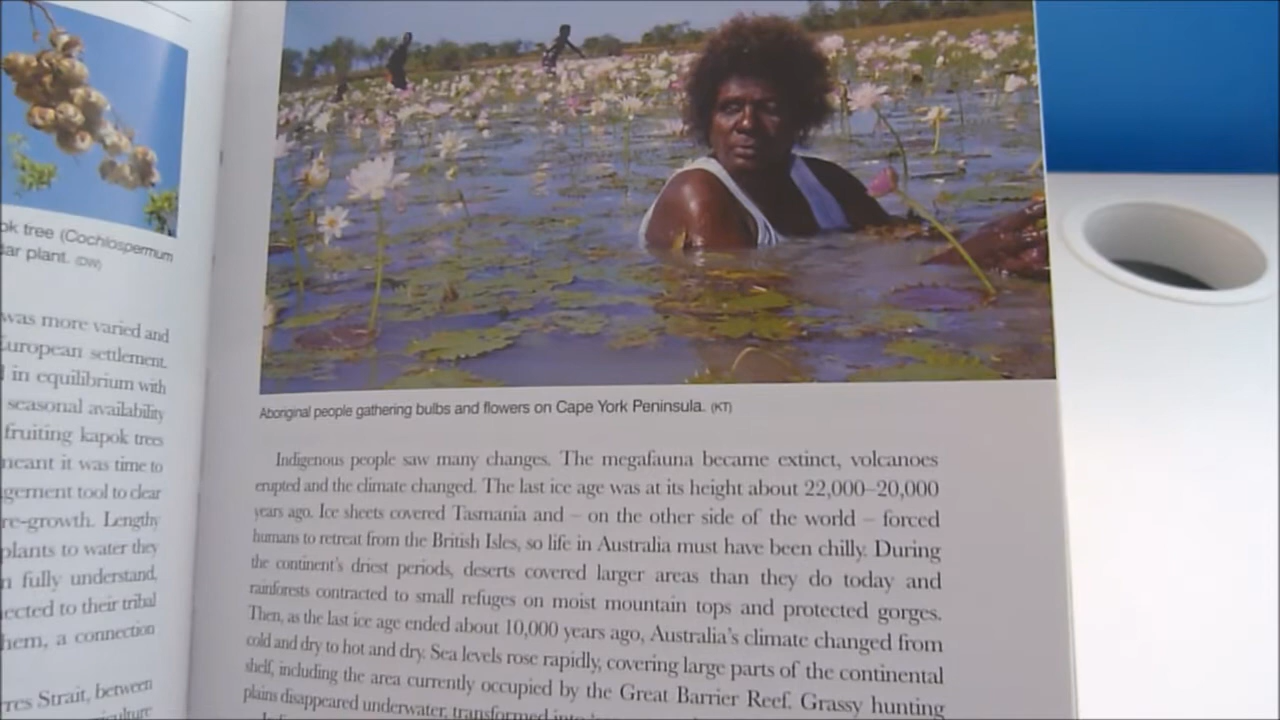 ok tree (Cochlospermum
ar plant. (DW)
was more varied and
European settlement.
in equilibrium with
seasonal availability
fruiting kapok trees
meant it was time to
gement tool to clear
re-growth. Lengthy
plants to water they
n fully understand,
nected to their tribal
hem, a connection
rres Strait, between
Aboriginal people gathering bulbs and flowers on Cape York Peninsula. (KT)
Indigenous people saw many changes. The megafauna became extinct, volcanoes
erupted and the climate changed. The last ice age was at its height about 22,000–20,000
years ago. Ice sheets covered Tasmania and – on the other side of the world – forced
humans to retreat from the British Isles, so life in Australia must have been chilly. During
the continent's driest periods, deserts covered larger areas than they do today and
rainforests contracted to small refuges on moist mountain tops and protected gorges.
Then, as the last ice age ended about 10,000 years ago, Australia's climate changed from
cold and dry to hot and dry. Sea levels rose rapidly, covering large parts of the continental
shelf, including the area currently occupied by the Great Barrier Reef. Grassy hunting
plains disappeared underwater, transformed into